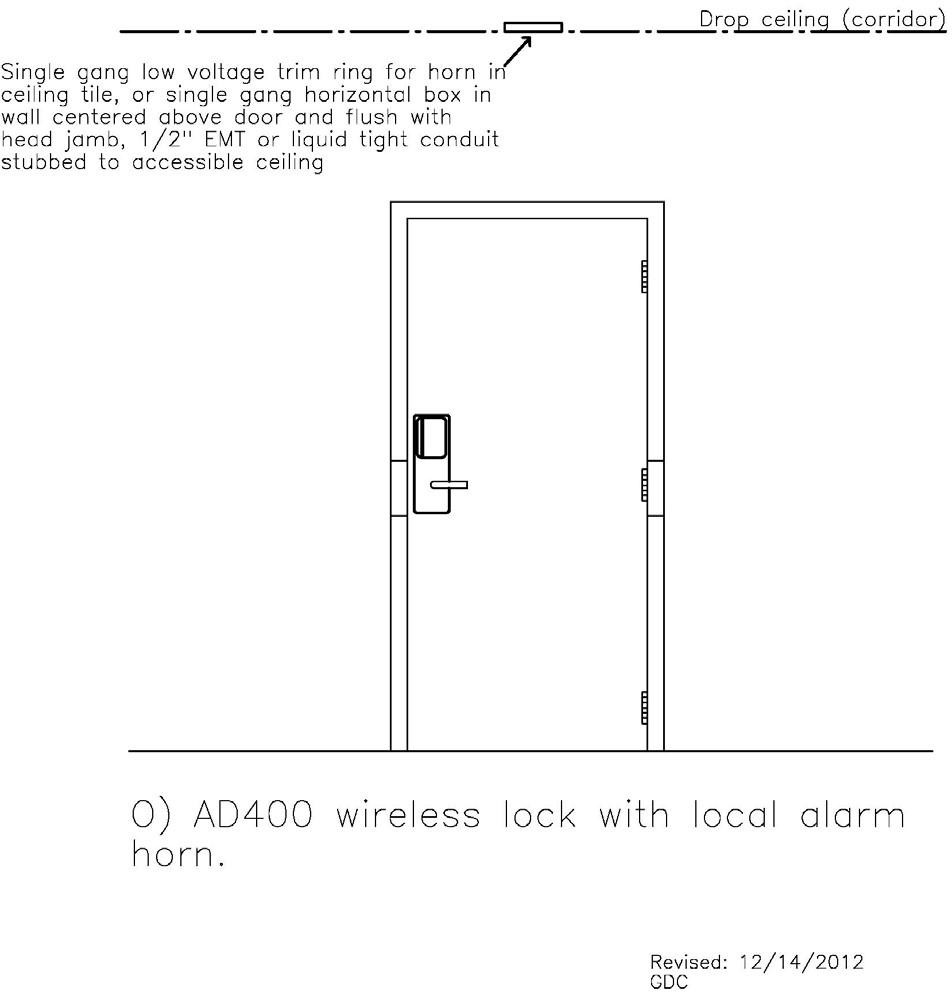 Drop ceiling (corridor)
Single gang low voltage trim ring for horn in
ceiling tile, or single gang horizontal box in
wall centered above door and flush with
head jamb, 1/2" EMT or liquid tight conduit
stubbed to accessible ceiling
O) AD400 wireless lock with local alarm
horn.
Revised: 12/14/2012
GDC